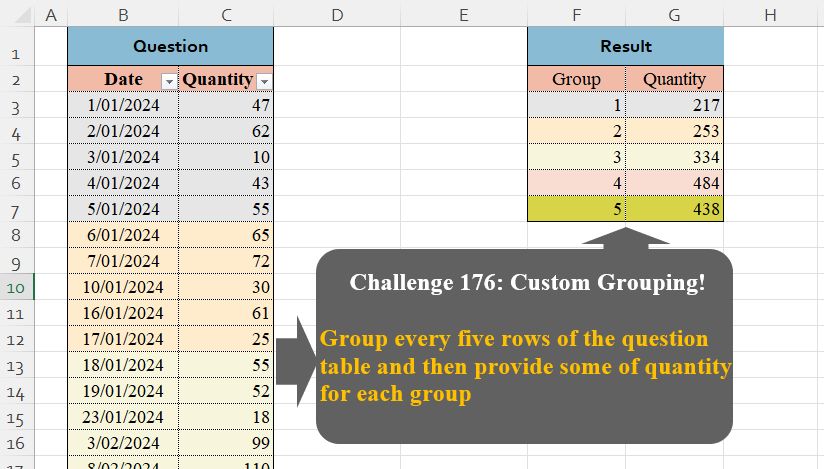 A B C D E F G H
1 Question Result
2 Date Quantity Group Quantity
3 1/01/2024 47 1 217
4 2/01/2024 62 2 253
5 3/01/2024 10 3 334
6 4/01/2024 43 4 484
7 5/01/2024 55 5 438
8 6/01/2024 65
9 7/01/2024 72
10 10/01/2024 30
11 16/01/2024 61
12 17/01/2024 25
13 18/01/2024 55
14 19/01/2024 52
15 23/01/2024 18
16 3/02/2024 99
17 8/02/2024 110
Challenge 176: Custom Grouping!
Group every five rows of the question
table and then provide some of quantity
for each group